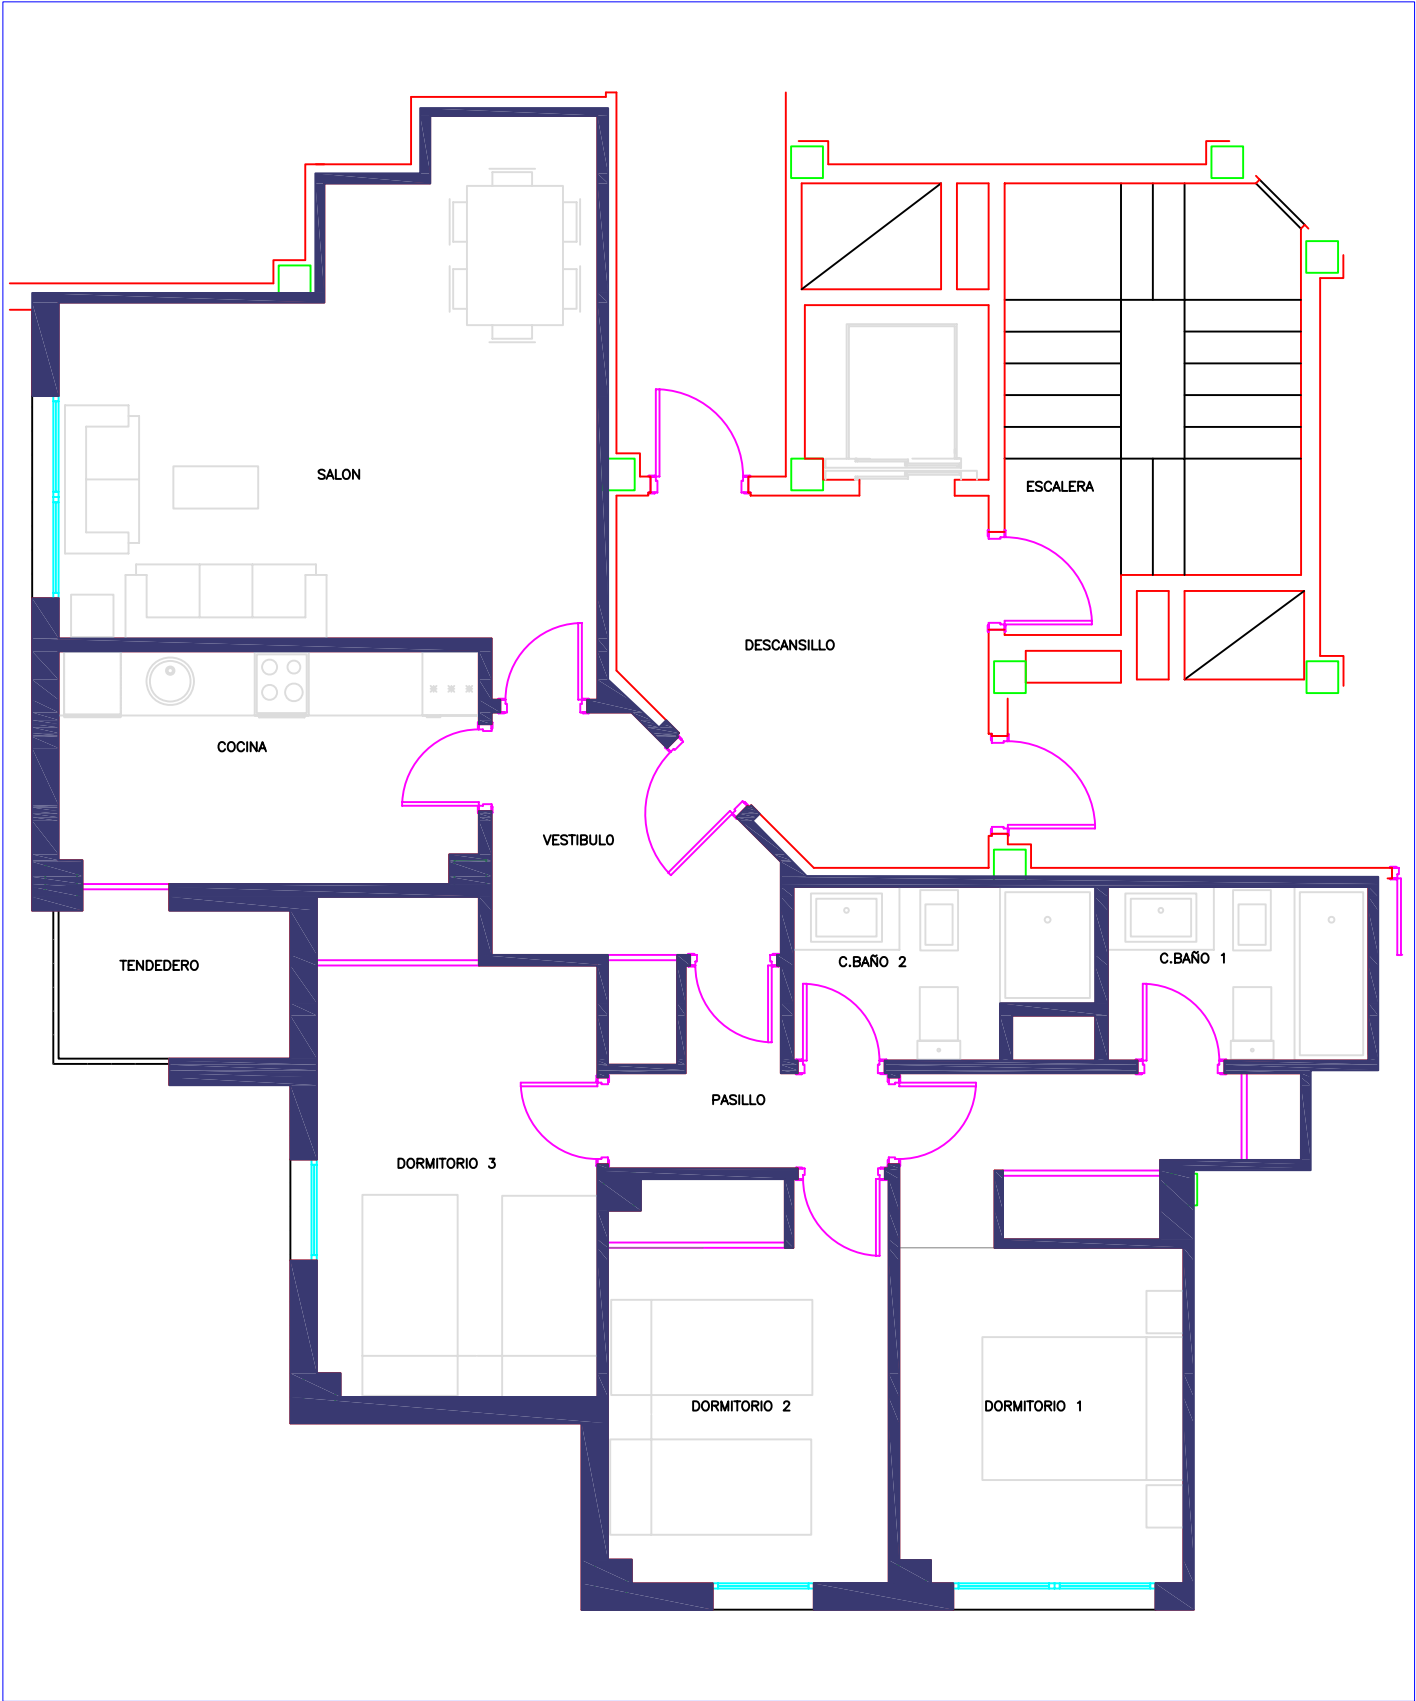 SALON
ESCALERA
DESCANSILLO
COCINA
VESTIBULO
TENDEDERO
C.BAÑO 2
C.BAÑO 1
PASILLO
DORMITORIO 3
DORMITORIO 2
DORMITORIO 1